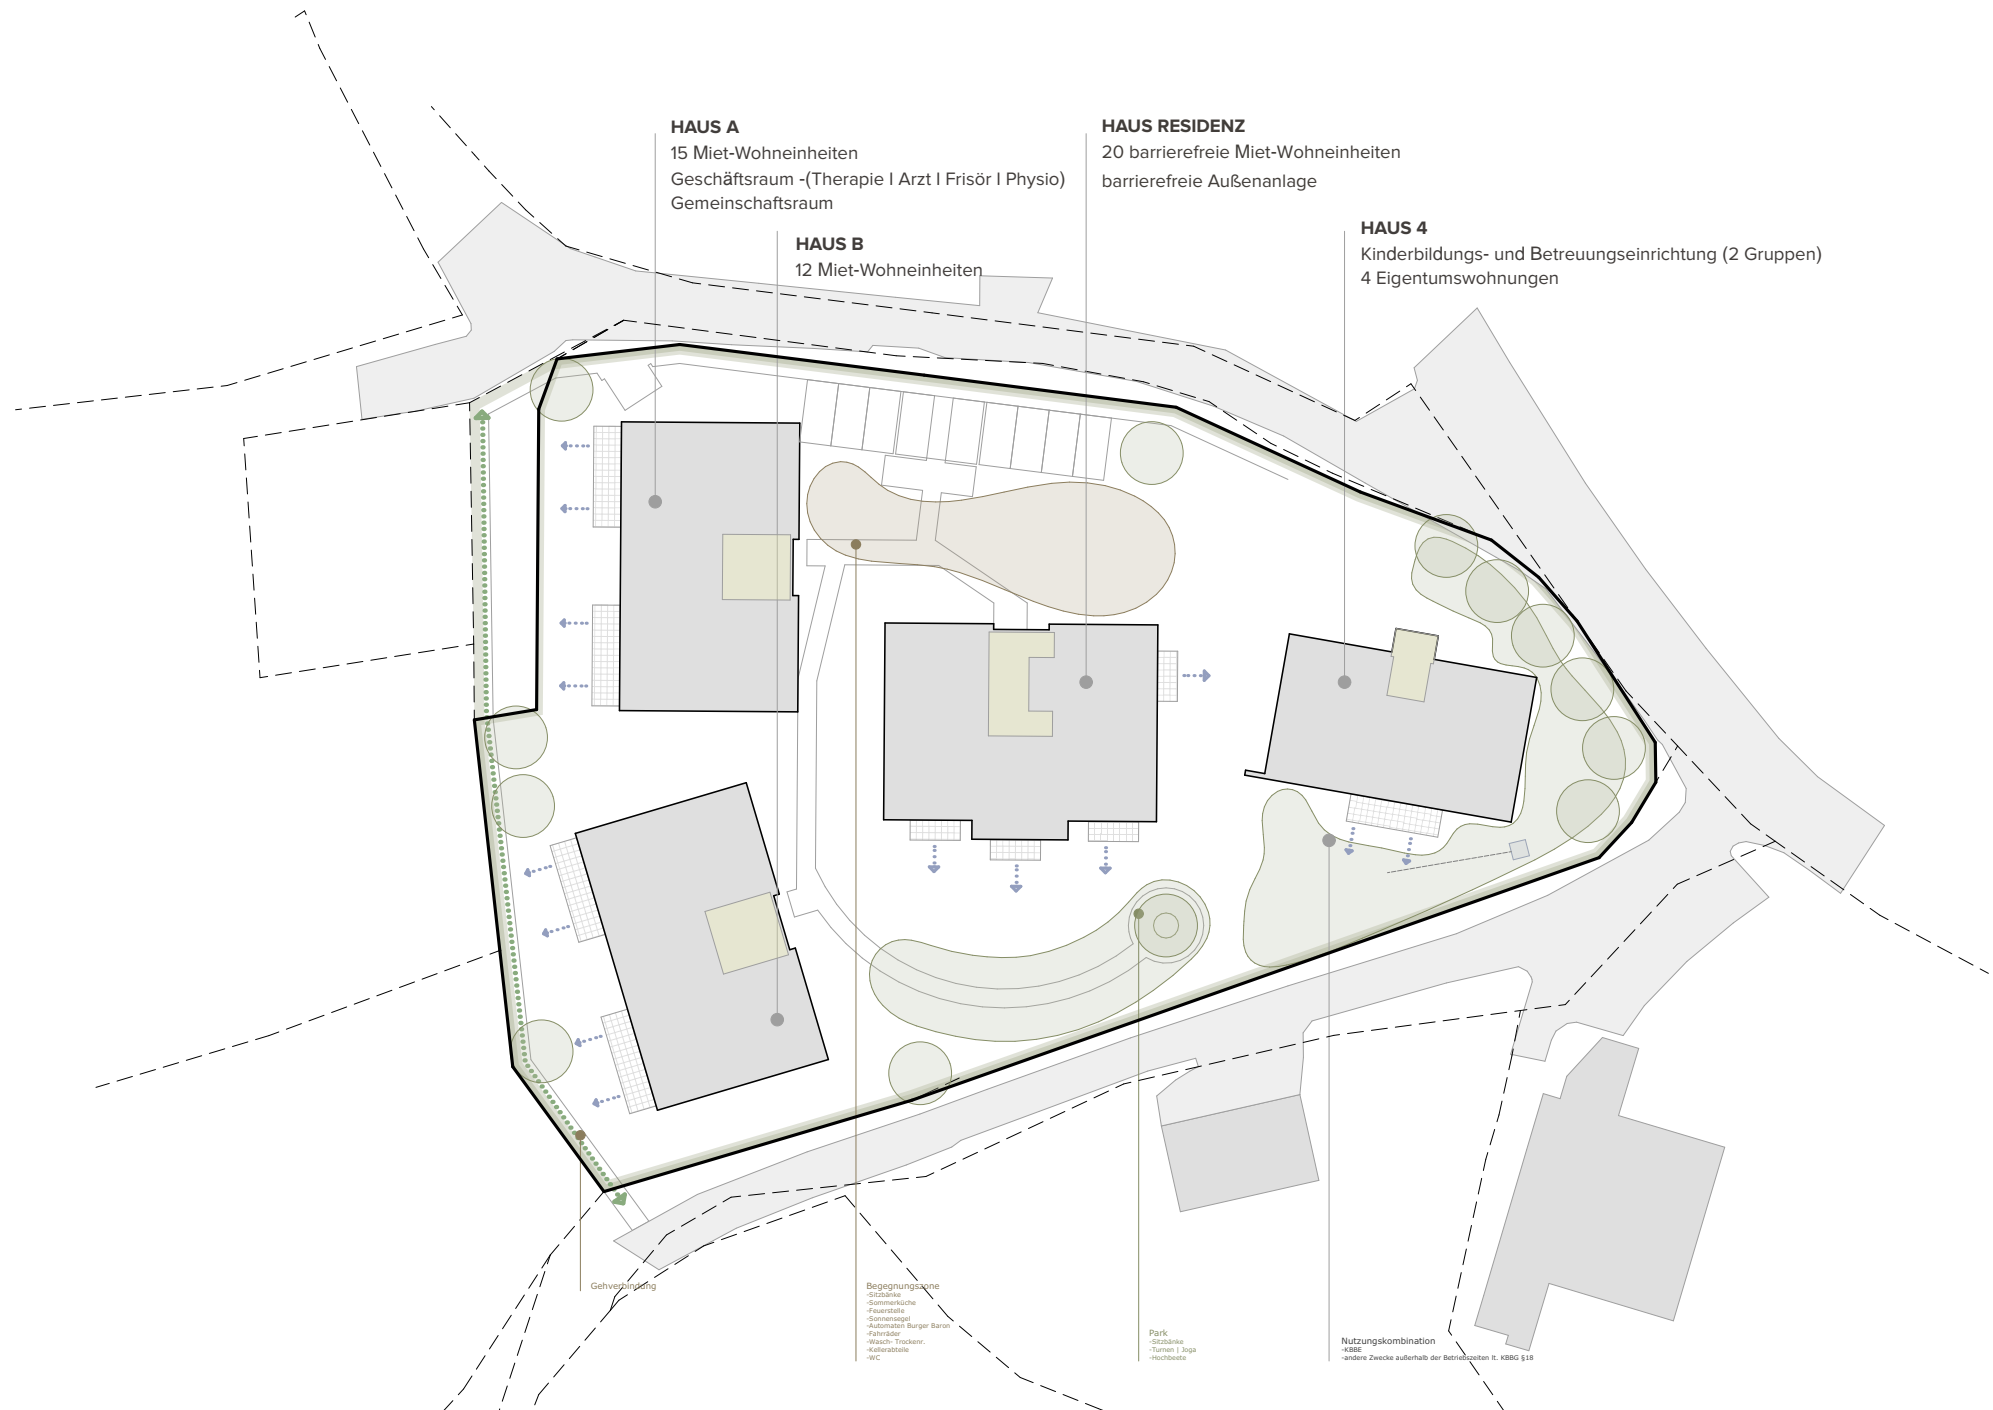 HAUS A
15 Miet-Wohneinheiten
Geschäftsraum -(Therapie I Arzt I Frisör I Physio)
Gemeinschaftsraum
HAUS B
12 Miet-Wohneinheiten
HAUS RESIDENZ
20 barrierefreie Miet-Wohneinheiten
barrierefreie Außenanlage
HAUS 4
Kinderbildungs- und Betreuungseinrichtung (2 Gruppen)
4 Eigentumswohnungen
Gehverbindung
Begegnungszone
-Sitzbänke
-Sommerküche
-Feuerstelle
-Sonnensegel
-Automaten Burger Baron
-Fahrräder
-Wasch- Trockenr.
-Kellerabteile
-WC
Park
-Sitzbänke
-Turnen | Joga
-Hochbeete
Nutzungskombination
-KBBE
-andere Zwecke außerhalb der Betriebszeiten lt. KBBG §18